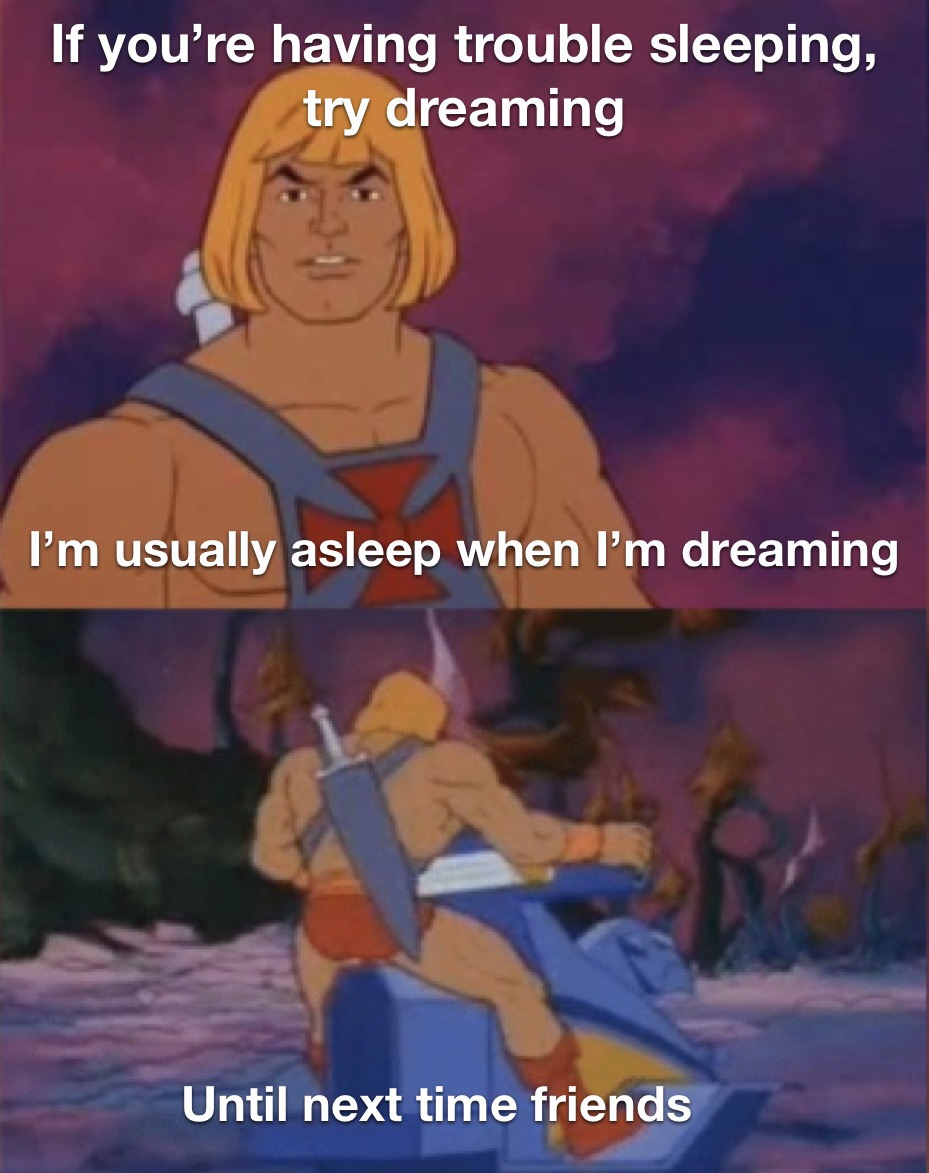 If you’re having trouble sleeping,
try dreaming
I’m usually asleep when I’m dreaming
Until next time friends